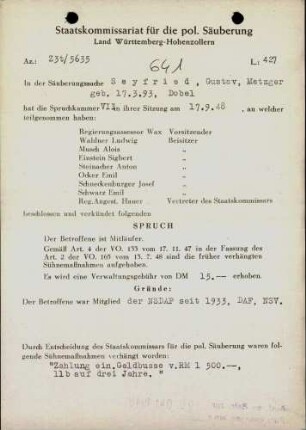 Staatskommissariat für die pol. Säuberung
Land Württemberg-Hohenzollern
Az.: 23t/5635
L: 427
641
In der Säuberungssache Seyfried, Gustav, Metzger
geb. 17.3.93, Dobel
hat die Spruchkammer VII in ihrer Sitzung am 17.9.48 , an welcher
teilgenommen haben:
Regierungsassessor Wax Vorsitzender
Wahlner Ludwig Beisitzer
Musch Alois „
Einstein Sigbert „
Steinacher Anton „
Ocker Emil „
Schneckenburger Josef „
Schwarz Emil „
Reg.Angest. Hauer Vertreter des Staatskommissars
beschlossen und verkündet folgenden
SPRUCH
Der Betroffene ist Mitläufer.
Gemäß Art. 4 der VO. 133 vom 17. 11. 47 in der Fassung des
Art. 2 der VO. 165 vom 13. 7. 48 sind die früher verhängten
Sühnemaßnahmen aufgehoben.
Es wird eine Verwaltungsgebühr von DM 15.-- erhoben.
Gründe:
Der Betroffene war Mitglied der NSDAP seit 1933, DAF, NSV.
Durch Entscheidung des Staatskommissars für die pol. Säuberung waren fol-
gende Sühnemaßnahmen verhängt worden:
"Zahlung ein.Geldbusse v.RM 1 500.--,
11b auf drei Jahre. "